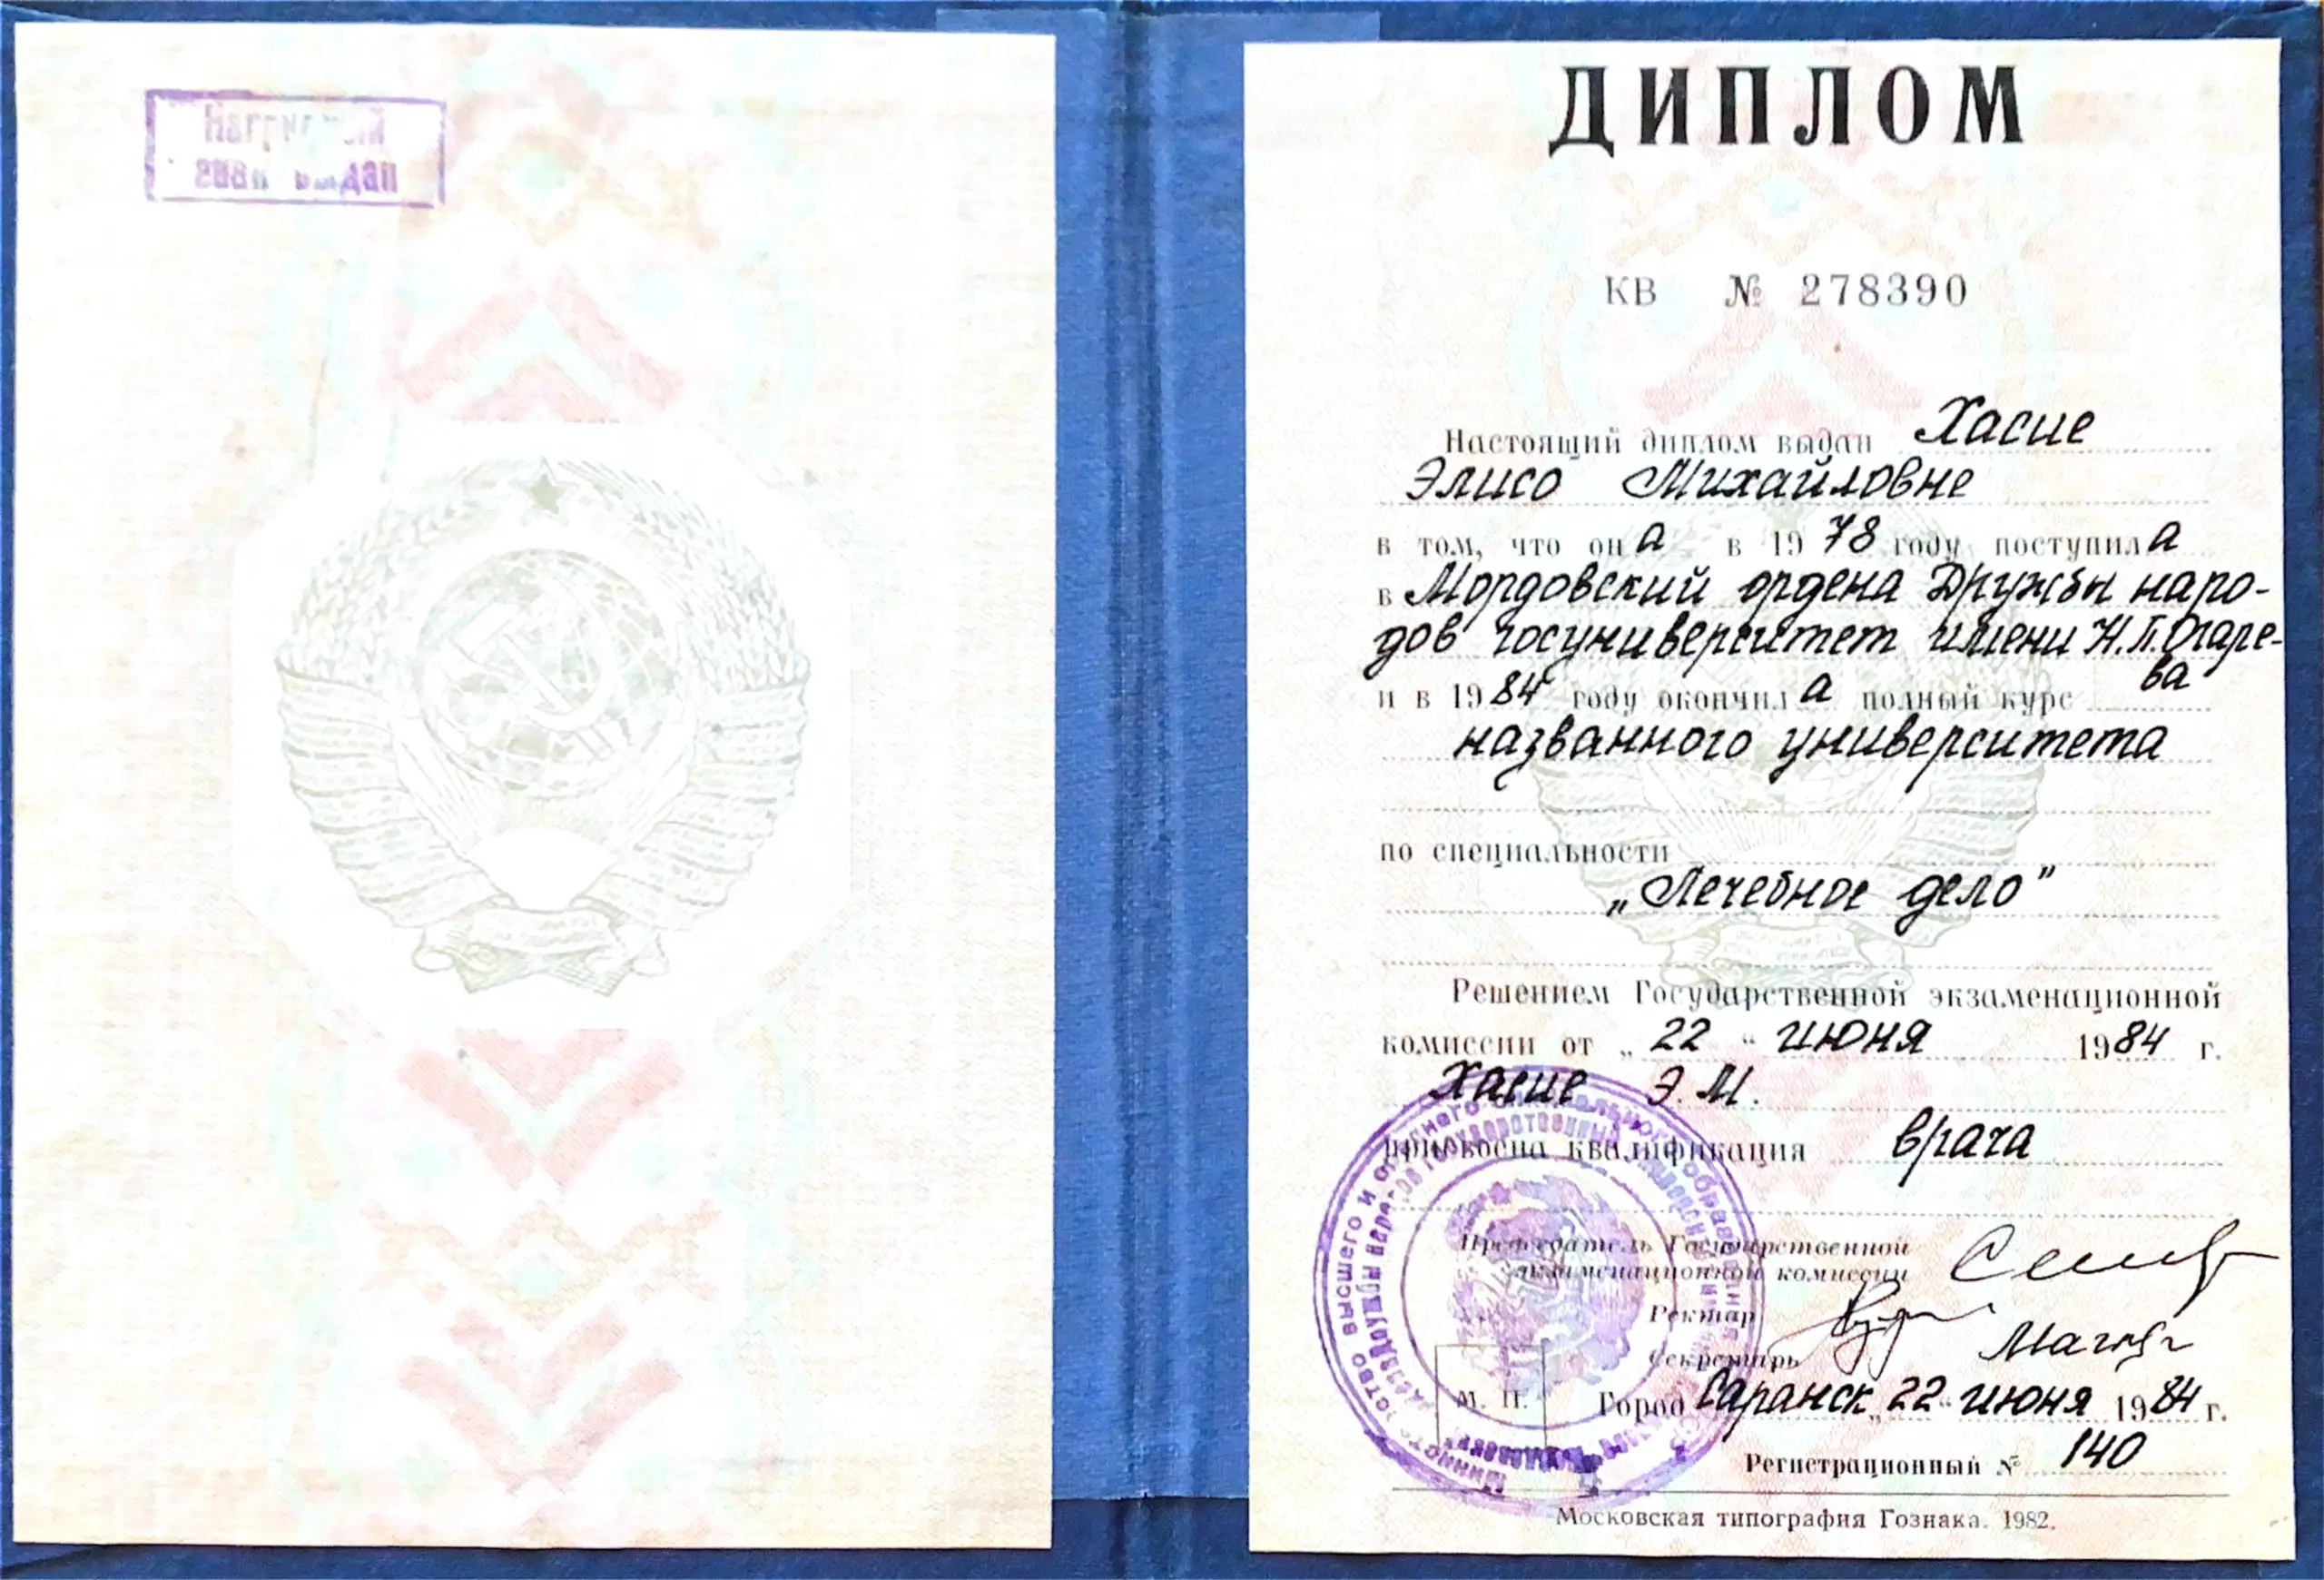 Нагрудный
знак выдан
ДИПЛОМ
КВ № 278390
Настоящий диплом выдан Хасие
Элисо Михайловне
в том, что она в 1978 году поступила
в Мордовский ордена Дружбы наро-
дов госуниверситет имени Н.П.Огаре-
ва
и в 1984 году окончила полный курс
названного университета
по специальности
„Лечебное дело”
Решением Государственной экзаменационной
комиссии от „22“ июня 1984 г.
Хасие Э.М.
присвоена квалификация врача
Председатель Государственной
экзаменационной комиссии
Ректор
Секретарь
М. П.
Город Саранск „22“ июня 1984 г.
Регистрационный № 140
Московская типография Гознака. 1982.